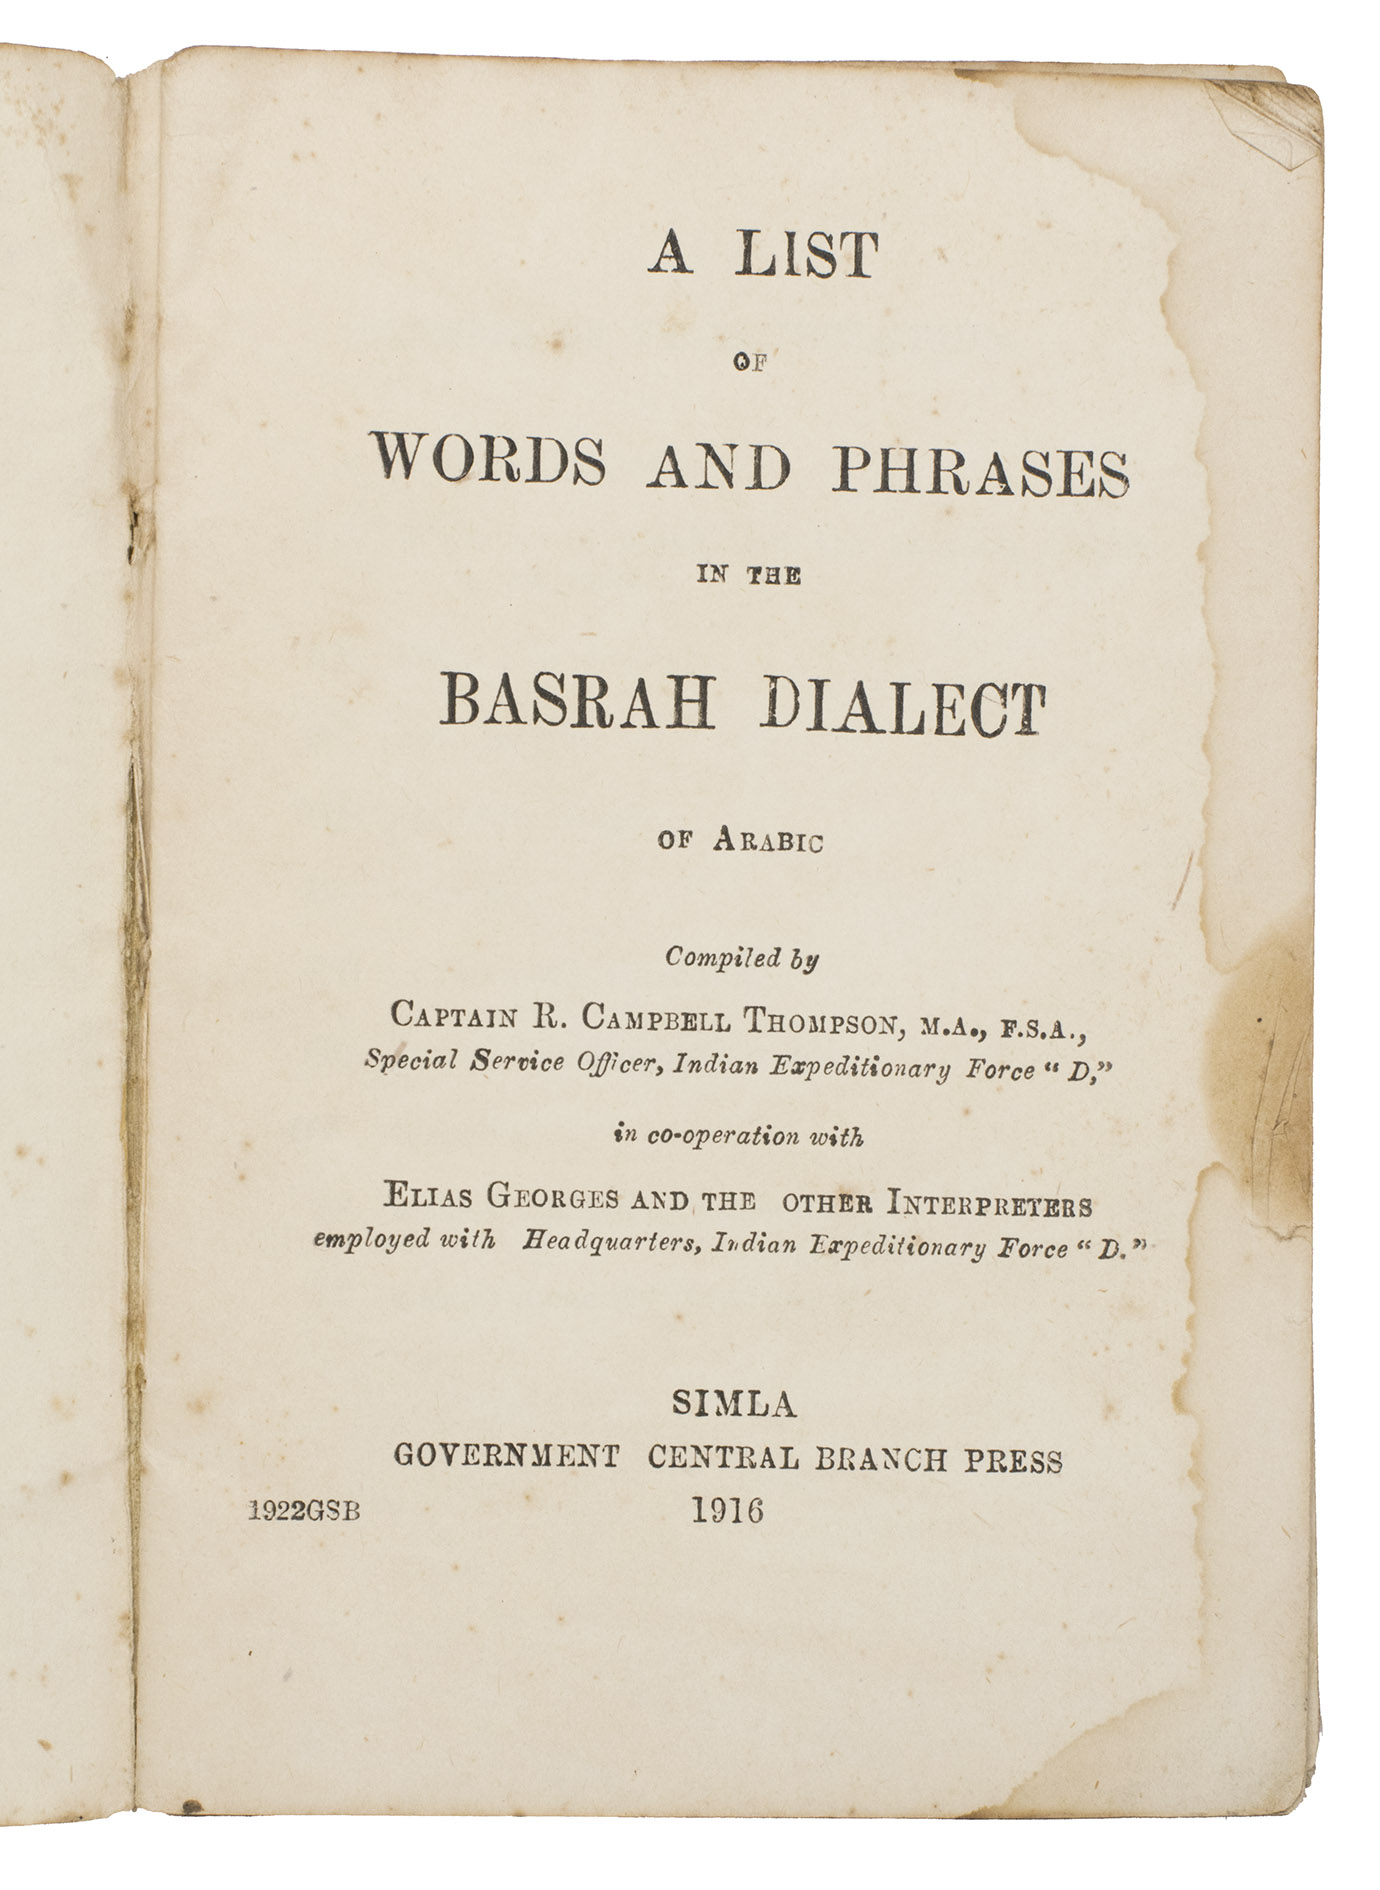 A LIST
OF
WORDS AND PHRASES
IN THE
BASRAH DIALECT
OF ARABIC
Compiled by
CAPTAIN R. CAMPBELL THOMPSON, M.A., F.S.A.,
Special Service Officer, Indian Expeditionary Force “ D,”
in co-operation with
ELIAS GEORGES AND THE OTHER INTERPRETERS
employed with Headquarters, Indian Expeditionary Force “ D.”
SIMLA
GOVERNMENT CENTRAL BRANCH PRESS
1922GSB 1916